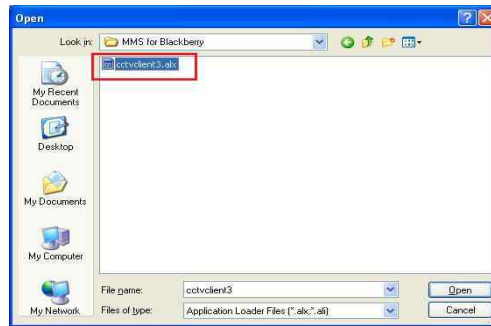 Open
Look in:
MMS for Blackberry
cctvclient3.alx
My Recent
Documents
Desktop
My Documents
My Computer
My Network
File name:
cctvclient3
Open
Files of type:
Application Loader Files (*.alx;*.ali)
Cancel